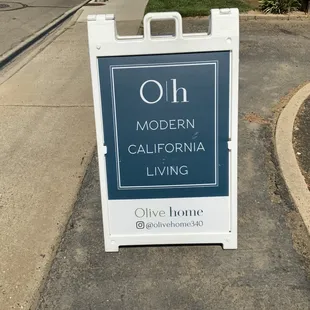 O|h
MODERN
CALIFORNIA
LIVING
Olive home
@olivehome340